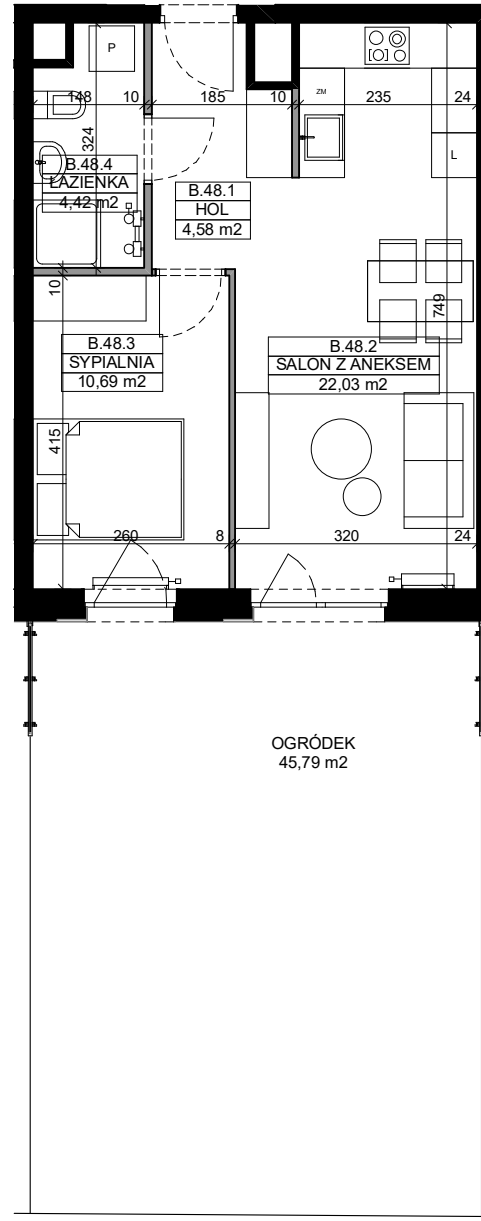 P
148
10
185
10
ZM
235
24
324
L
B.48.4
ŁAZIENKA
4,42 m2
B.48.1
HOL
4,58 m2
10
749
B.48.3
SYPIALNIA
10,69 m2
B.48.2
SALON Z ANEKSEM
22,03 m2
415
260
8
320
24
OGRÓDEK
45,79 m2